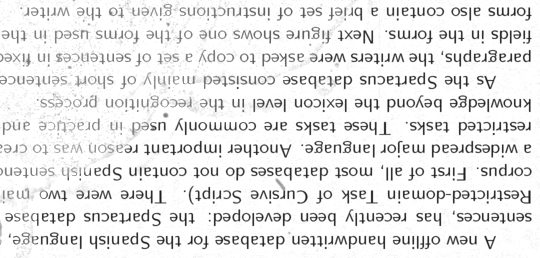 A new offline handwritten database for the Spanish language,
sentences, has recently been developed: the Spartacus database
Restricted-domain Task of Cursive Script). There were two
corpus. First of all, most databases do not contain Spanish
a widespread major language. Another important reason was to
restricted tasks. These tasks are commonly used in practice and
knowledge beyond the lexicon level in the recognition process.
As the Spartacus database consisted mainly of short
paragraphs, the writers were asked to copy a set of sentences in
fields in the forms. Next figure shows one of the forms used in the
forms also contain a brief set of instructions given to the writer.